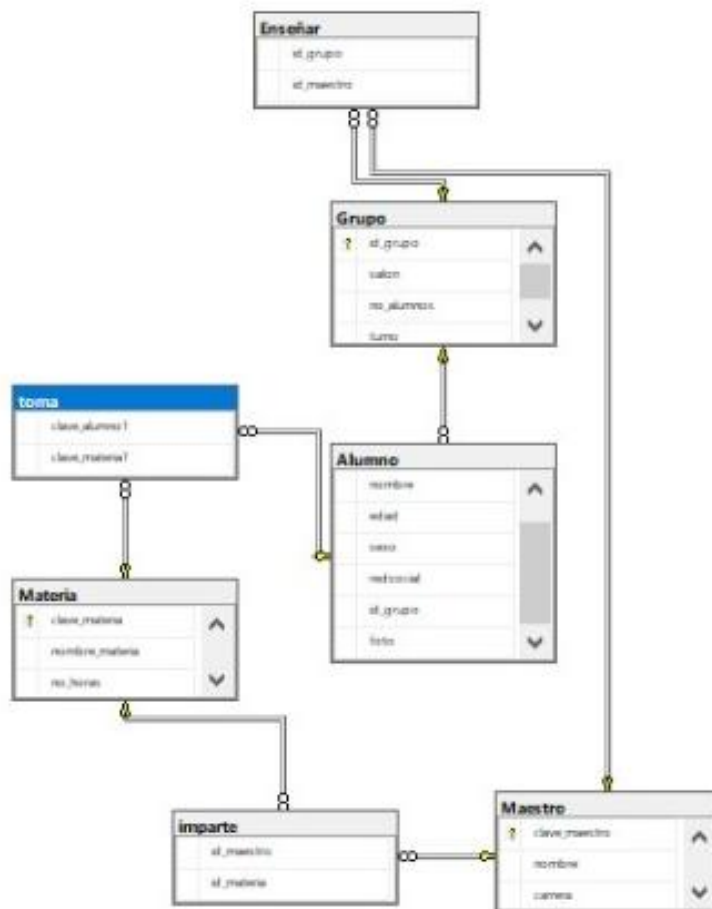 Enseñar
id_grupo
id_maestro
Grupo
id_grupo
salon
no_alumnos
turno
toma
clave_alumno1
clave_materia1
Alumno
nombre
edad
sexo
redsocial
id_grupo
foto
Materia
clave_materia
nombre_materia
no_horas
imparte
id_maestro
id_materia
Maestro
clave_maestro
nombre
carrera